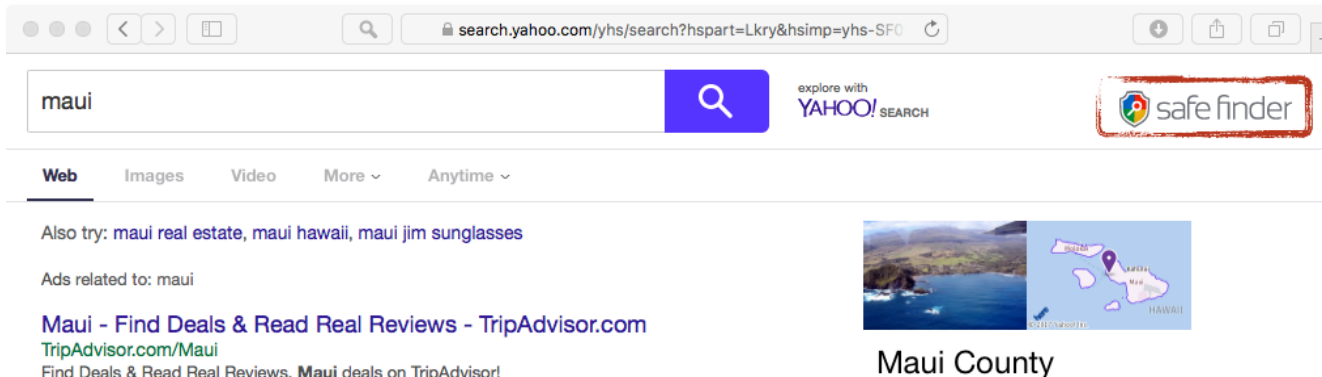 search.yahoo.com/yhs/search?hspart=Lkry&hsimp=yhs-SF0
maui
explore with
YAHOO! SEARCH
safe finder
Web Images Video More Anytime
Also try: maui real estate, maui hawaii, maui jim sunglasses
Ads related to: maui
Maui - Find Deals & Read Real Reviews - TripAdvisor.com
TripAdvisor.com/Maui
Find Deals & Read Real Reviews. Maui deals on TripAdvisor!
Maui
HAWAII
Maui County